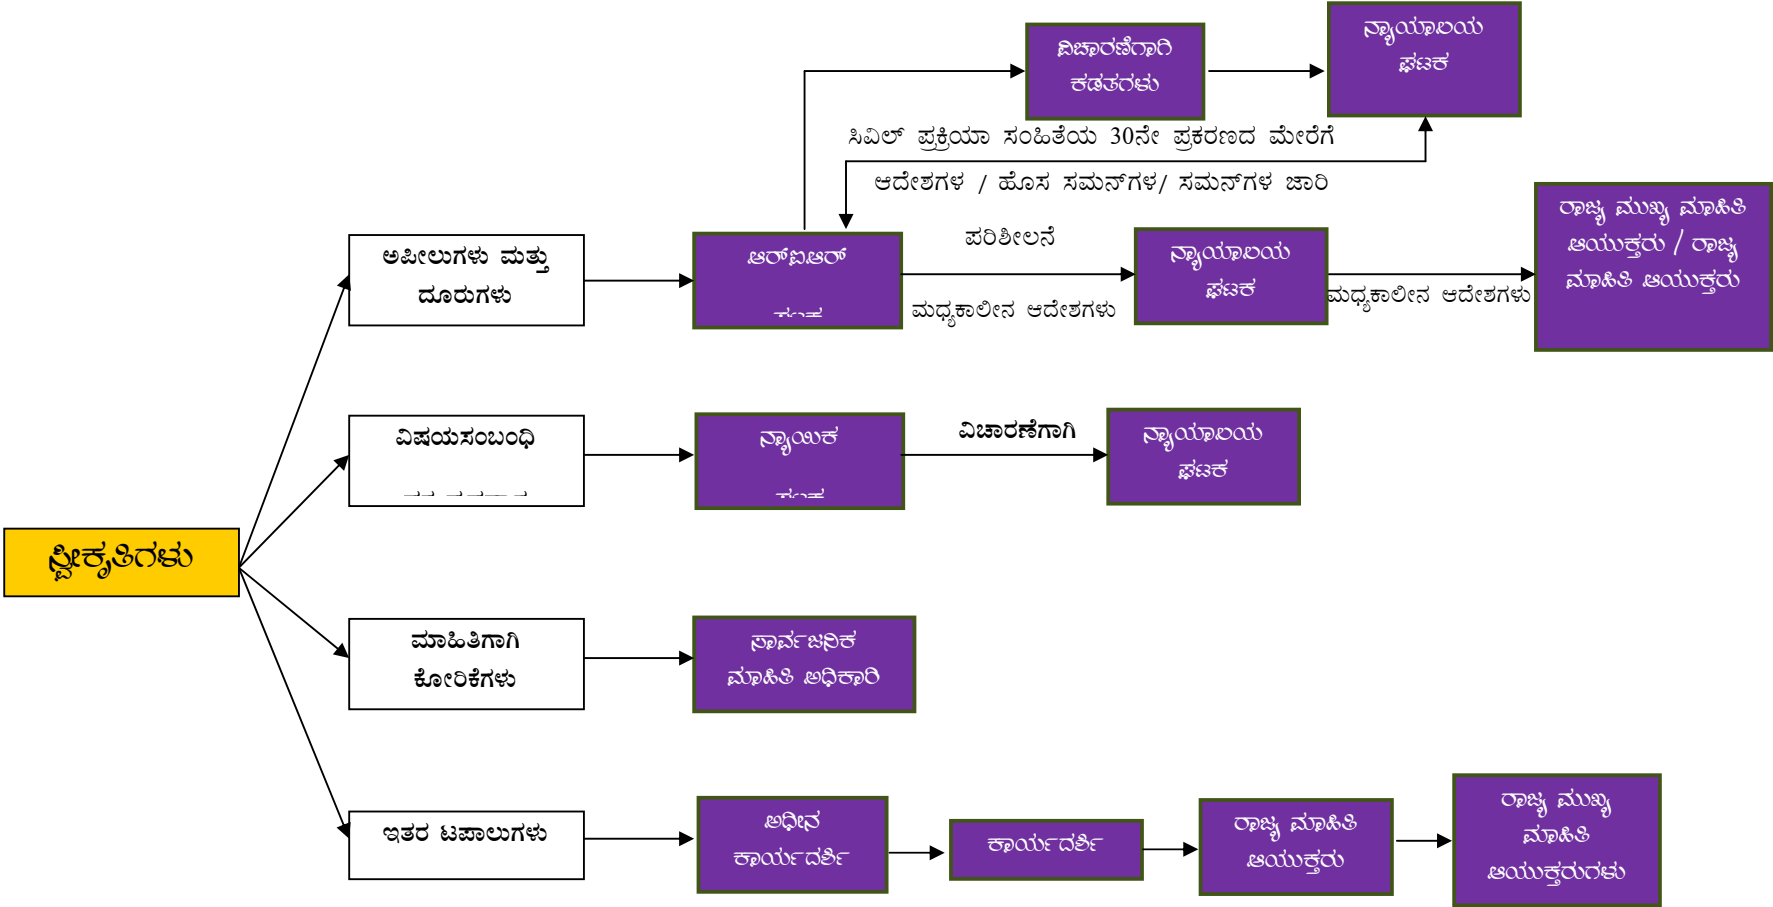 ವಿಚಾರಣೆಗಾಗಿ
ಕಡತಗಳು
ನ್ಯಾಯಾಲಯ
ಘಟಕ
ಸಿವಿಲ್ ಪ್ರಕ್ರಿಯಾ ಸಂಹಿತೆಯ 30ನೇ ಪ್ರಕರಣದ ಮೇರೆಗೆ
ಆದೇಶಗಳ / ಹೊಸ ಸಮನ್‌ಗಳ/ ಸಮನ್‌ಗಳ ಜಾರಿ
ಅಪೀಲುಗಳು ಮತ್ತು
ದೂರುಗಳು
ಆರ್‌ಐಆರ್
ಪರಿಶೀಲನೆ
ಮಧ್ಯಕಾಲೀನ ಆದೇಶಗಳು
ನ್ಯಾಯಾಲಯ
ಘಟಕ
ಮಧ್ಯಕಾಲೀನ ಆದೇಶಗಳು
ರಾಜ್ಯ ಮುಖ್ಯ ಮಾಹಿತಿ
ಆಯುಕ್ತರು / ರಾಜ್ಯ
ಮಾಹಿತಿ ಆಯುಕ್ತರು
ವಿಷಯಸಂಬಂಧಿ
ನ್ಯಾಯಿಕ
ವಿಚಾರಣೆಗಾಗಿ
ನ್ಯಾಯಾಲಯ
ಘಟಕ
ಸ್ವೀಕೃತಿಗಳು
ಮಾಹಿತಿಗಾಗಿ
ಕೋರಿಕೆಗಳು
ಸಾರ್ವಜನಿಕ
ಮಾಹಿತಿ ಅಧಿಕಾರಿ
ಇತರ ಟಪಾಲುಗಳು
ಅಧೀನ
ಕಾರ್ಯದರ್ಶಿ
ಕಾರ್ಯದರ್ಶಿ
ರಾಜ್ಯ ಮಾಹಿತಿ
ಆಯುಕ್ತರು
ರಾಜ್ಯ ಮುಖ್ಯ
ಮಾಹಿತಿ
ಆಯುಕ್ತರುಗಳು